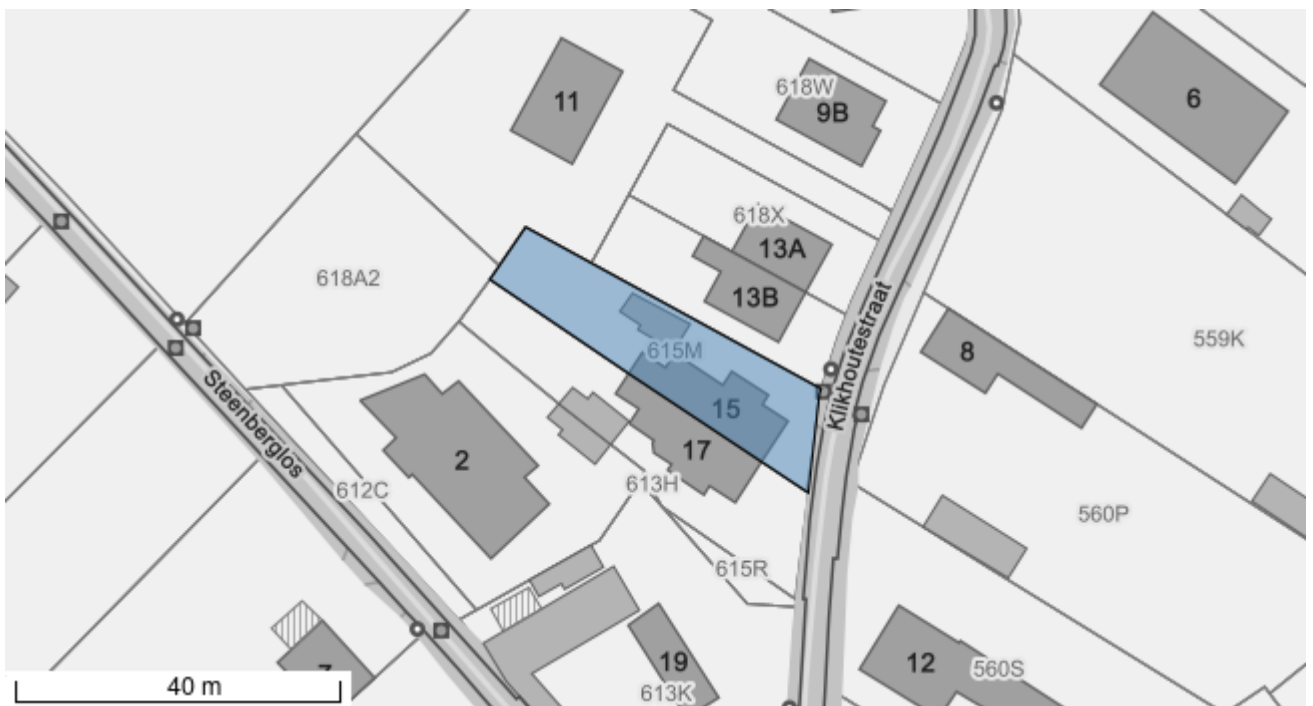 11
618W
9B
6
618X
13A
618A2
13B
Klikhoutestraat
559K
8
615M
Steenberglos
15
17
2
612C
613H
560P
615R
7
19
12
560S
40 m
613K